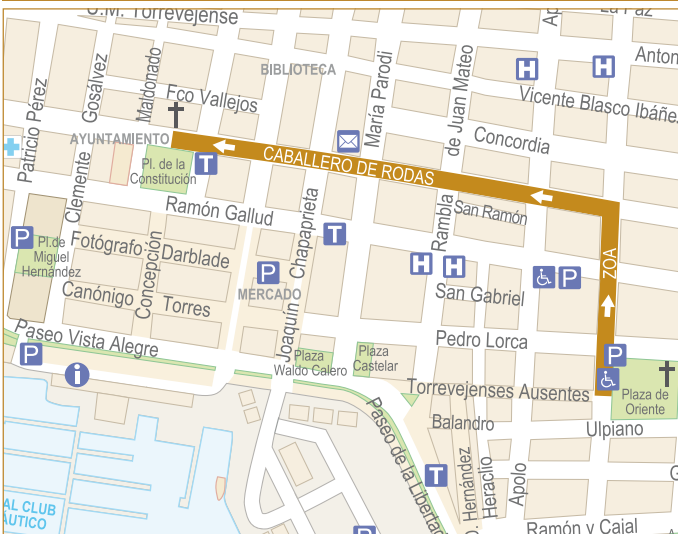 U.M. Torrevejense
La Paz
Anton
BIBLIOTECA
María Parodi
de Juan Mateo
H
H
Vicente Blasco Ibáñe
Patricio Pérez
Gosálvez
Maldonado
Fco Vallejos
Concordia
AYUNTAMIENTO
CABALLERO DE RODAS
Pl. de la
Constitución
T
Clemente
Ramón Gallud
San Ramón
Rambla
Chapaprieta
T
ZOA
P
Pl.de
Miguel
Hernández
Fotógrafo Darblade
Concepción
P
H
H
P
MERCADO
San Gabriel
Canónigo Torres
Joaquín
Paseo Vista Alegre
Pedro Lorca
P
P
i
Plaza
Waldo Calero
Plaza
Castelar
Torrevejenses Ausentes
Plaza de
Oriente
Balandro
Ulpiano
Paseo de la Libertad
T
Hernández
Heraclio
Apolo
AL CLUB
ÁUTICO
P
Ramón y Cajal